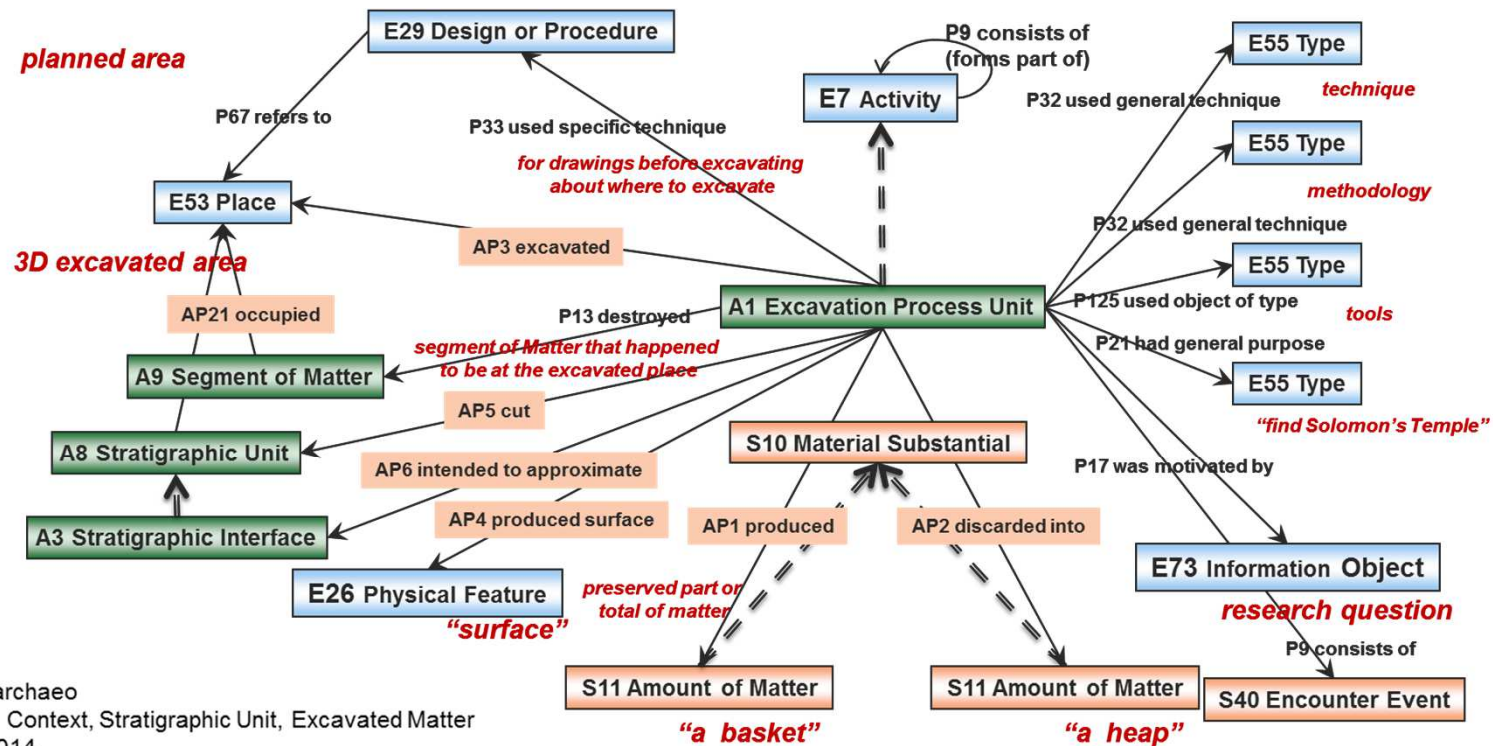 E29 Design or Procedure
P9 consists of
(forms part of)
E55 Type
planned area
E7 Activity
technique
P67 refers to
P33 used specific technique
P32 used general technique
for drawings before excavating
about where to excavate
E55 Type
methodology
E53 Place
P32 used general technique
AP3 excavated
3D excavated area
E55 Type
AP21 occupied
P13 destroyed
A1 Excavation Process Unit
P125 used object of type
tools
segment of Matter that happened
to be at the excavated place
P21 had general purpose
A9 Segment of Matter
E55 Type
AP5 cut
“find Solomon’s Temple”
A8 Stratigraphic Unit
S10 Material Substantial
AP6 intended to approximate
P17 was motivated by
A3 Stratigraphic Interface
AP4 produced surface
AP1 produced
AP2 discarded into
E73 Information Object
E26 Physical Feature
preserved part or
total of matter
“surface”
research question
P9 consists of
S11 Amount of Matter
S11 Amount of Matter
S40 Encounter Event
“a basket”
“a heap”
archaeo
Context, Stratigraphic Unit, Excavated Matter